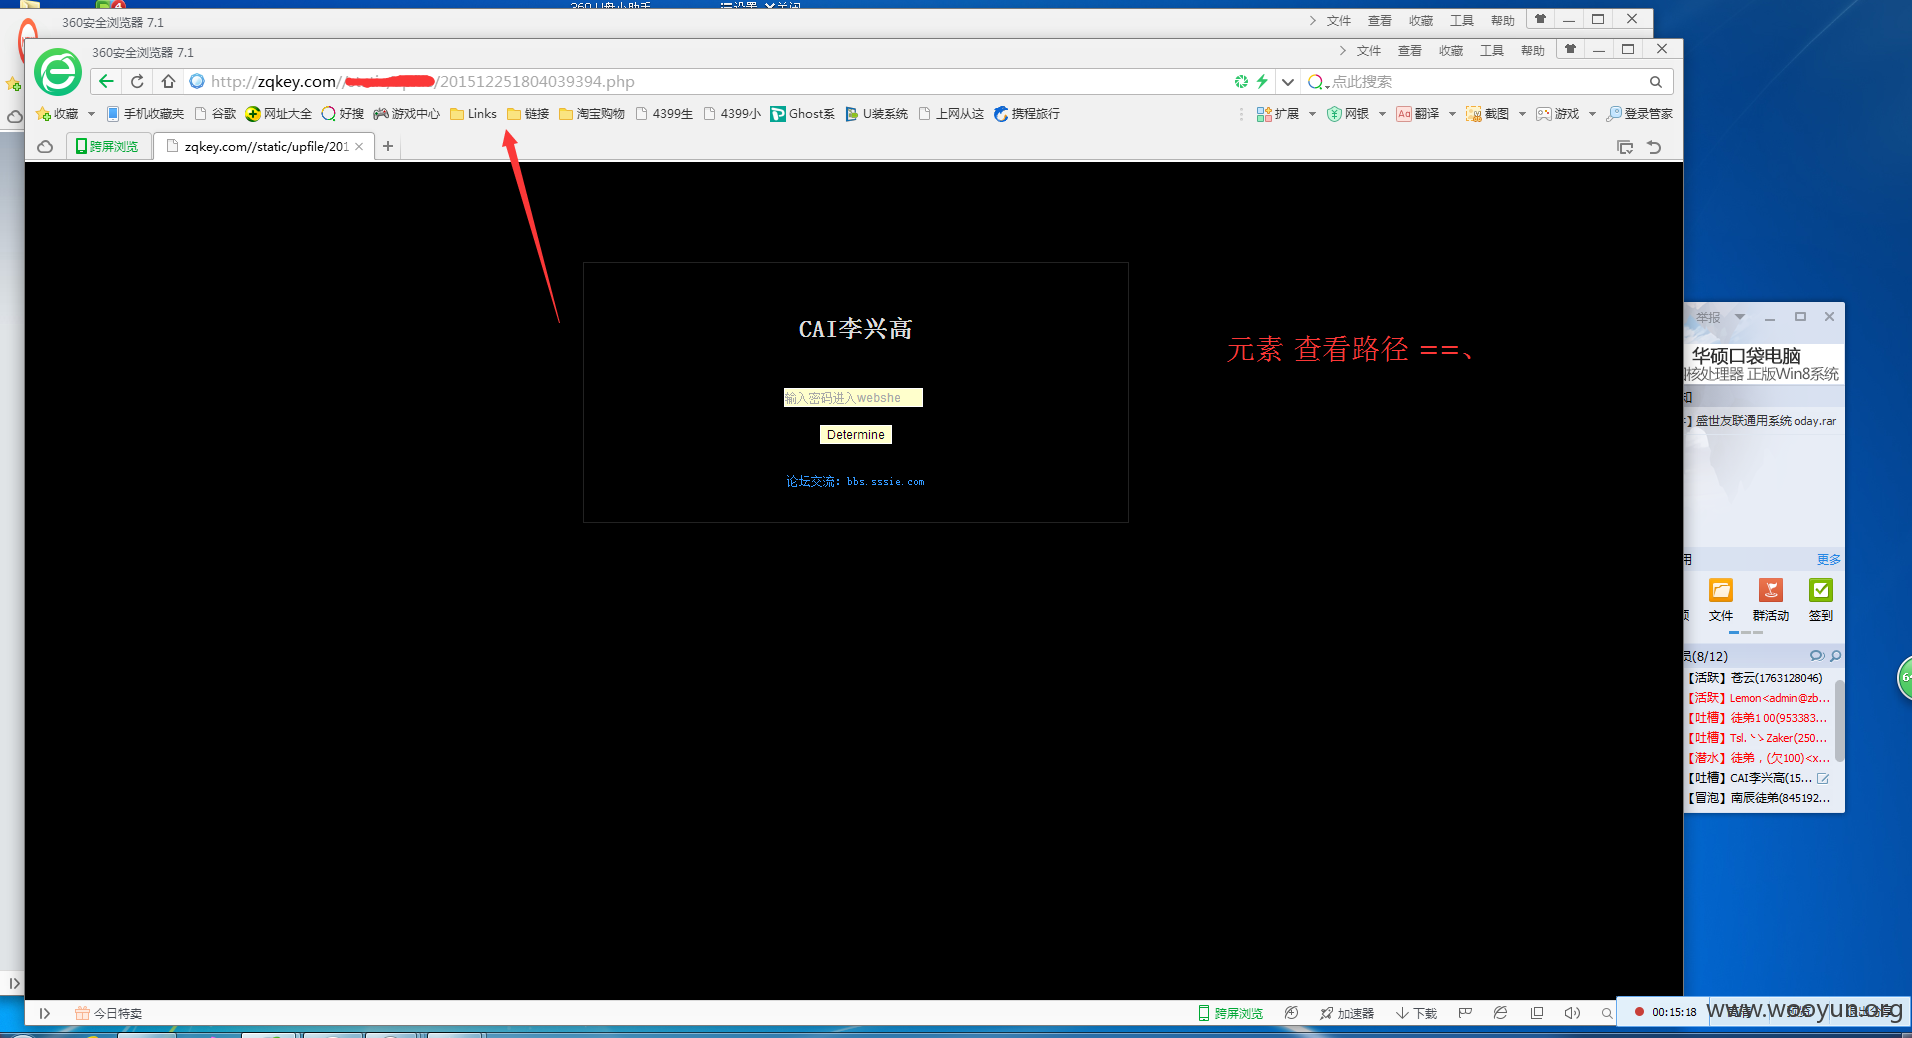 360安全浏览器 7.1
文件 查看 收藏 工具 帮助
360安全浏览器 7.1
文件 查看 收藏 工具 帮助
http://zqkey.com//
/201512251804039394.php
点此搜索
收藏 手机收藏夹 谷歌 网址大全 好搜 游戏中心 Links 链接 淘宝购物 4399生 4399小 Ghost系 U装系统 上网从这 携程旅行
扩展 网银 翻译 截图 游戏 登录管家
跨屏浏览
zqkey.com//static/upfile/201
CAI李兴高
输入密码进入webshe
Determine
论坛交流: bbs.sssie.com
元素 查看路径 ==、
举报
华硕口袋电脑
核处理器 正版Win8系统
知
】盛世友联通用系统 oday.rar
用
更多
文件 群活动 签到
员(8/12)
【活跃】苍云(1763128046)
【活跃】Lemon<admin@zb...
【吐槽】徒弟1 00(953383...
【吐槽】Tsl.丶Zaker(250...
【潜水】徒弟，(欠100)<x...
【吐槽】CAI李兴高(15...
【冒泡】南辰徒弟(845192...
今日特卖
跨屏浏览 加速器 下载
00:15:18
www.wooyun.org